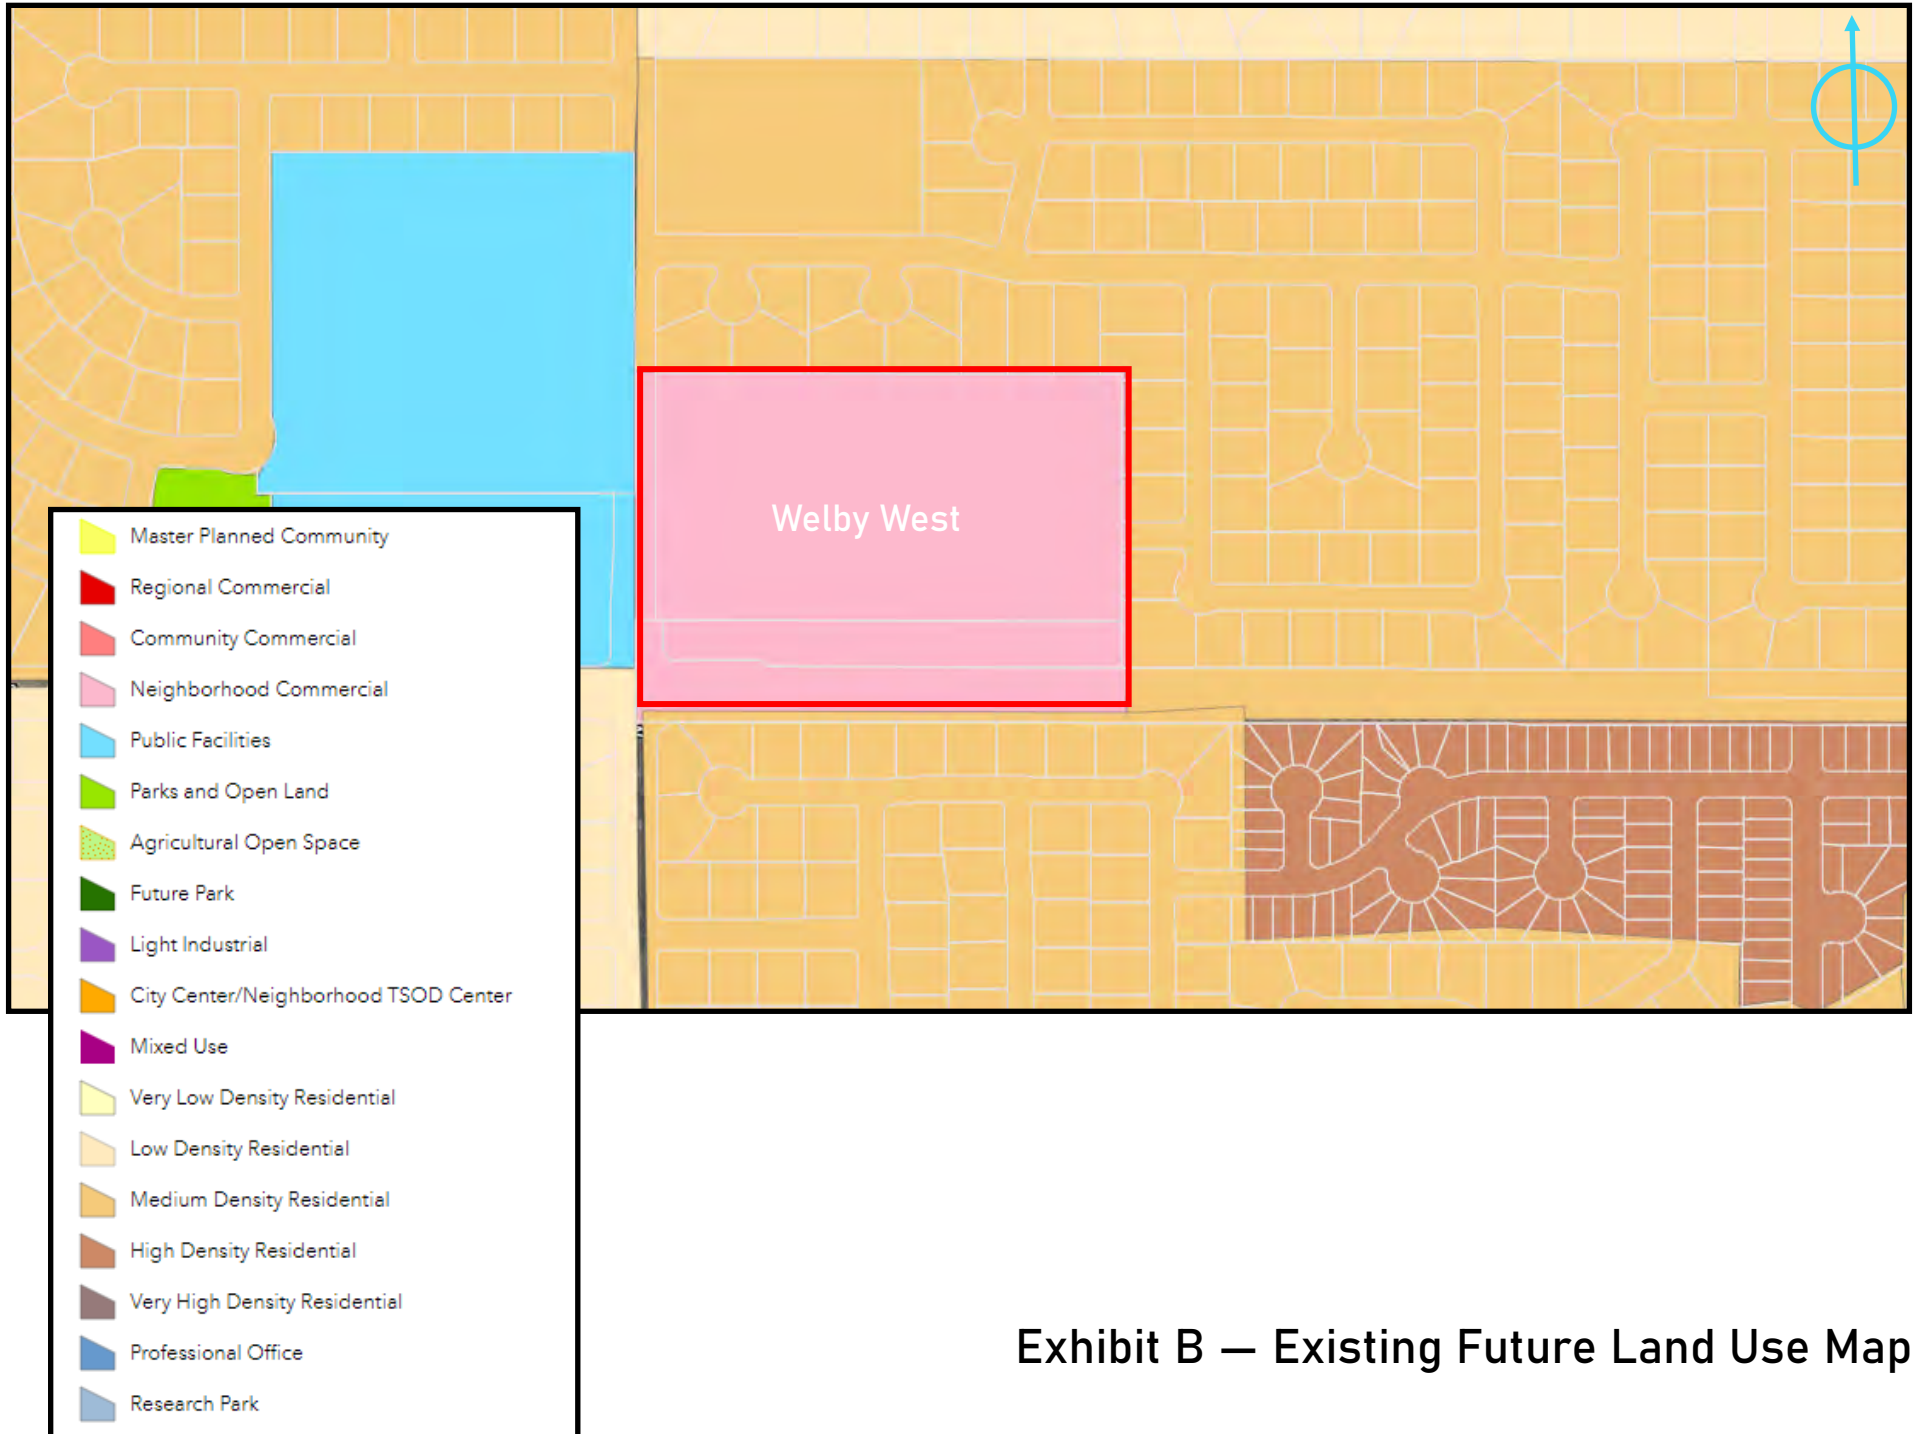 Welby West
Master Planned Community
Regional Commercial
Community Commercial
Neighborhood Commercial
Public Facilities
Parks and Open Land
Agricultural Open Space
Future Park
Light Industrial
City Center/Neighborhood TSOD Center
Mixed Use
Very Low Density Residential
Low Density Residential
Medium Density Residential
High Density Residential
Very High Density Residential
Professional Office
Research Park
Exhibit B — Existing Future Land Use Map